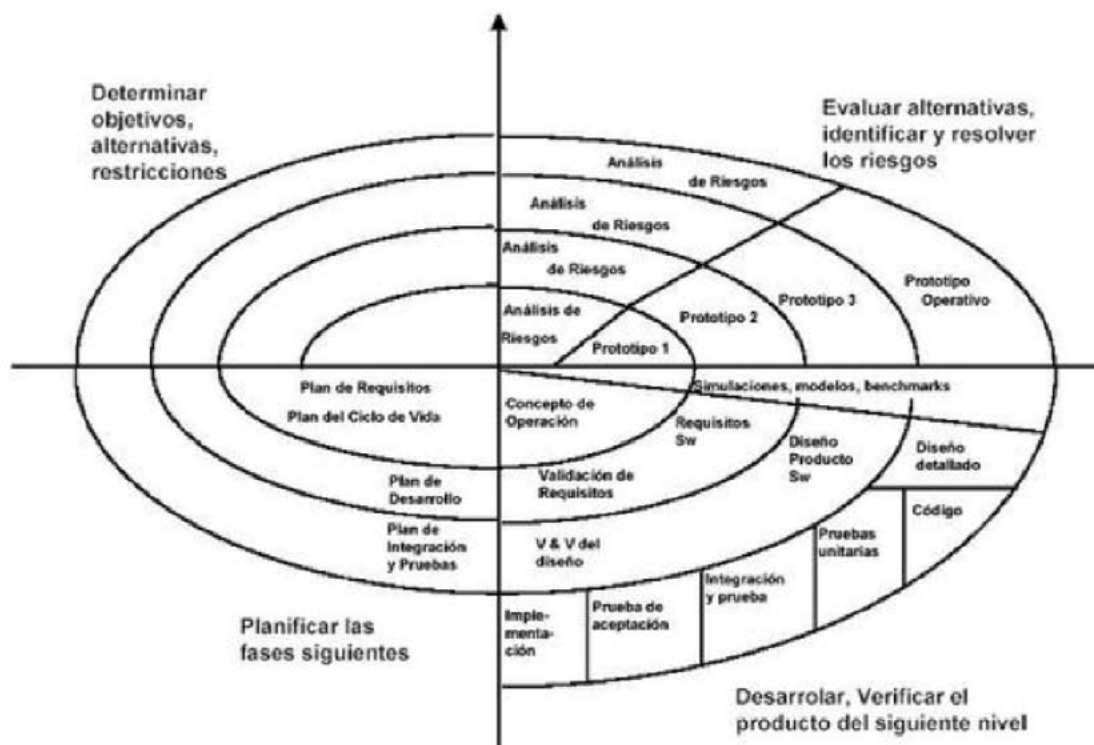 Determinar
objetivos,
alternativas,
restricciones
Evaluar alternativas,
identificar y resolver
los riesgos
Análisis
de Riesgos
Análisis
de Riesgos
Análisis
de Riesgos
Análisis de
Riesgos
Prototipo 1
Prototipo 2
Prototipo 3
Prototipo
Operativo
Simulaciones, modelos, benchmarks
Plan de Requisitos
Plan del Ciclo de Vida
Concepto de
Operación
Requisitos
Sw
Diseño
Producto
Sw
Diseño
detallado
Plan de
Desarrollo
Validación de
Requisitos
Código
Plan de
Integración
y Pruebas
V & V del
diseño
Pruebas
unitarias
Integración
y prueba
Prueba de
aceptación
Imple-
menta-
ción
Planificar las
fases siguientes
Desarrolar, Verificar el
producto del siguiente nivel